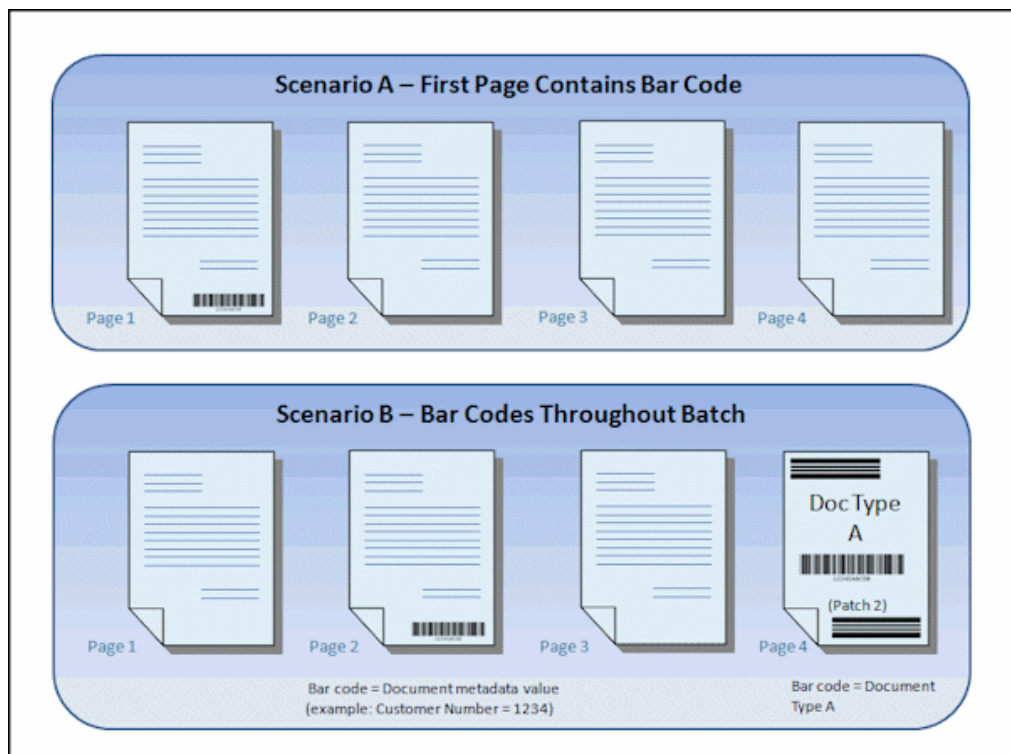 Scenario A – First Page Contains Bar Code
Page 1
Page 2
Page 3
Page 4
Scenario B – Bar Codes Throughout Batch
Doc Type
A
(Patch 2)
Page 1
Page 2
Page 3
Page 4
Bar code = Document metadata value
(example: Customer Number = 1234)
Bar code = Document
Type A